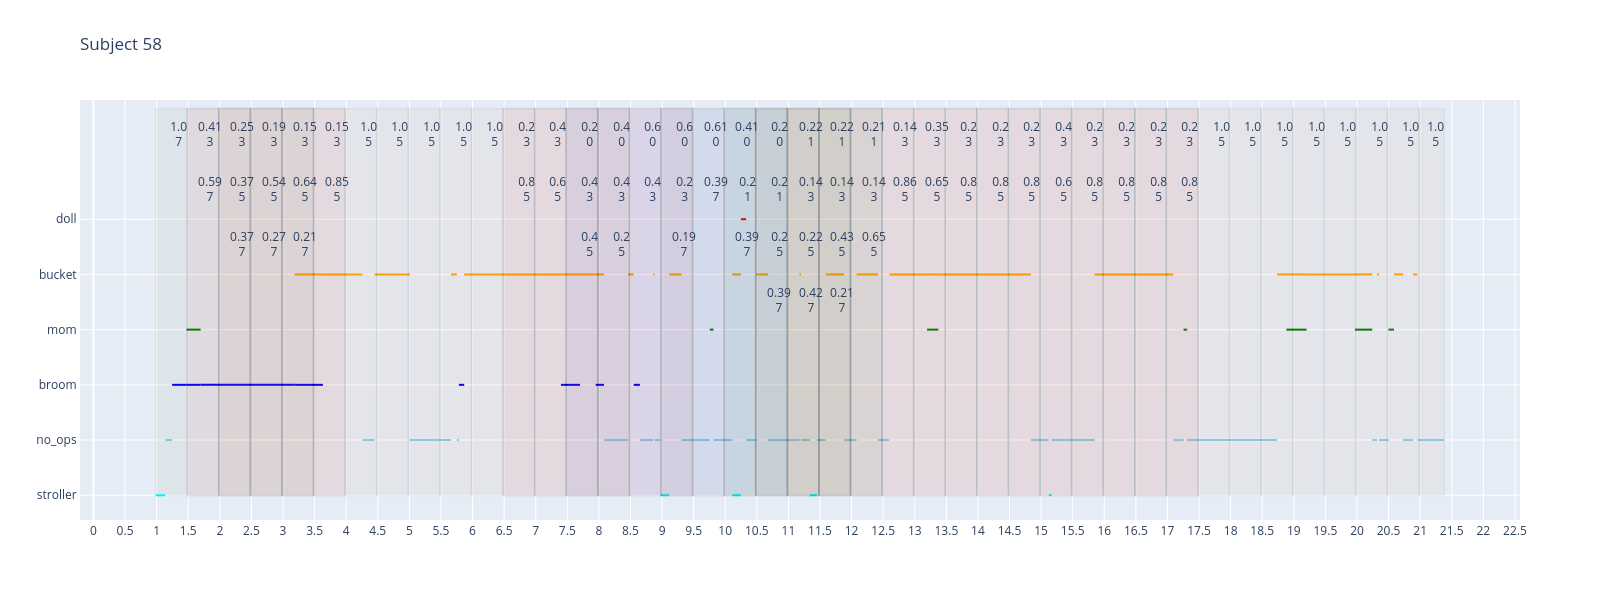 Subject 58
1.0 0.41 0.25 0.19 0.15 0.15 1.0 1.0 1.0 1.0 1.0 0.2 0.4 0.2 0.4 0.6 0.6 0.61 0.41 0.2 0.22 0.22 0.21 0.14 0.35 0.2 0.2 0.2 0.4 0.2 0.2 0.2 0.2 1.0 1.0 1.0 1.0 1.0 1.0 1.0 1.0
7 3 3 3 3 3 5 5 5 5 5 3 3 0 0 0 0 0 0 0 1 1 1 3 3 3 3 3 3 3 3 3 3 5 5 5 5 5 5 5 5
0.59 0.37 0.54 0.64 0.85 0.8 0.6 0.4 0.4 0.4 0.2 0.39 0.2 0.2 0.14 0.14 0.14 0.86 0.65 0.8 0.8 0.8 0.6 0.8 0.8 0.8 0.8
7 5 5 5 5 5 5 3 3 3 3 7 1 1 3 3 3 5 5 5 5 5 5 5 5 5 5
doll
0.37 0.27 0.21 0.4 0.2 0.19 0.39 0.2 0.22 0.43 0.65
7 7 7 5 5 7 7 5 5 5 5
bucket
0.39 0.42 0.21
7 7 7
mom
broom
no_ops
stroller
0 0.5 1 1.5 2 2.5 3 3.5 4 4.5 5 5.5 6 6.5 7 7.5 8 8.5 9 9.5 10 10.5 11 11.5 12 12.5 13 13.5 14 14.5 15 15.5 16 16.5 17 17.5 18 18.5 19 19.5 20 20.5 21 21.5 22 22.5